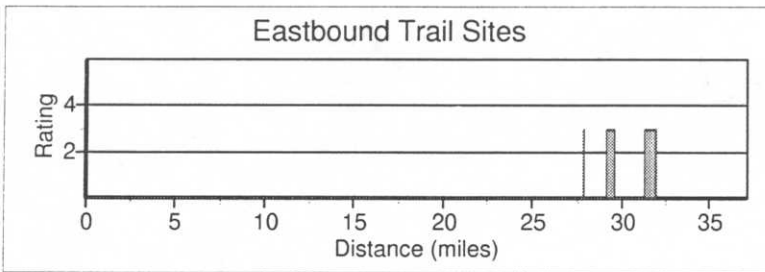 Eastbound Trail Sites
Rating
4
2
0 5 10 15 20 25 30 35
Distance (miles)